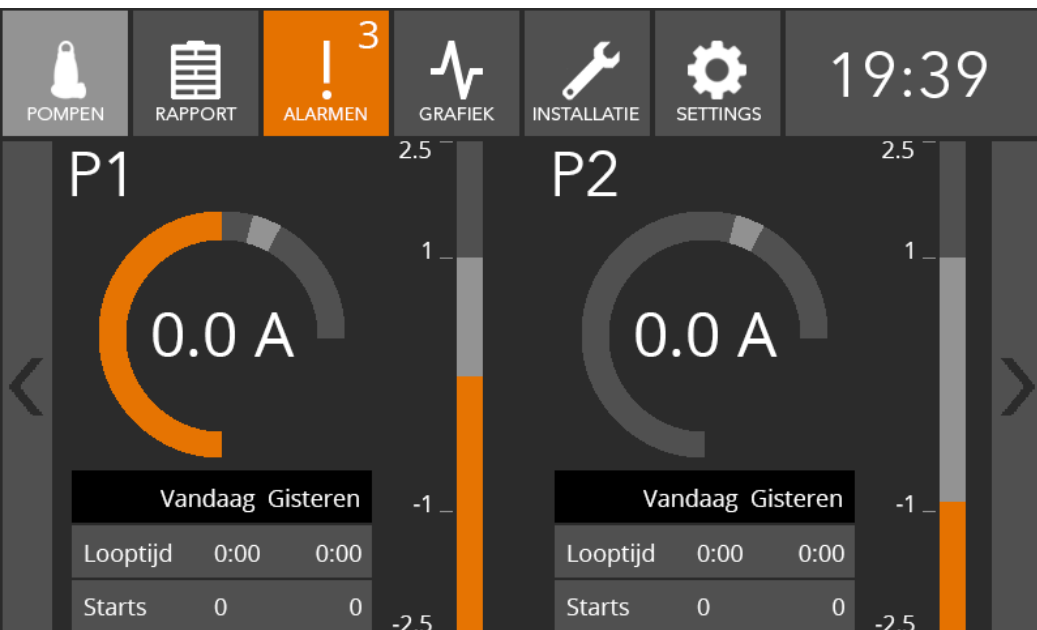 3
POMPEN RAPPORT ALARMEN GRAFIEK INSTALLATIE SETTINGS 19:39
P1 2.5 P2 2.5
1 1
0.0 A 0.0 A
Vandaag Gisteren -1 Vandaag Gisteren -1
Looptijd 0:00 0:00 Looptijd 0:00 0:00
Starts 0 0 -2.5 Starts 0 0 -2.5